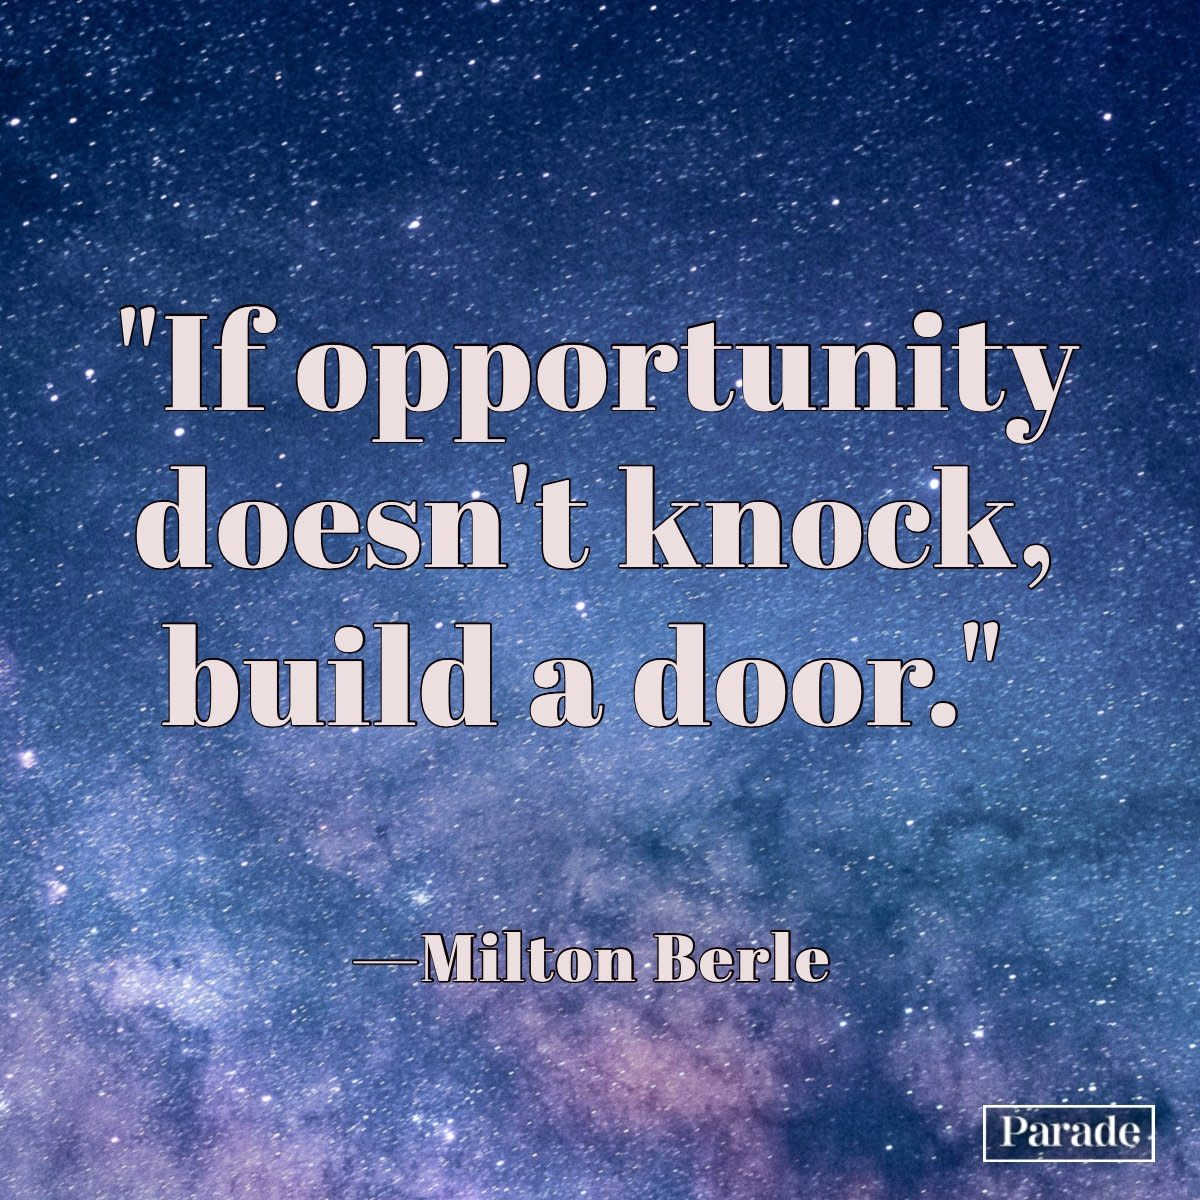 "If opportunity
doesn't knock,
build a door."
—Milton Berle
Parade